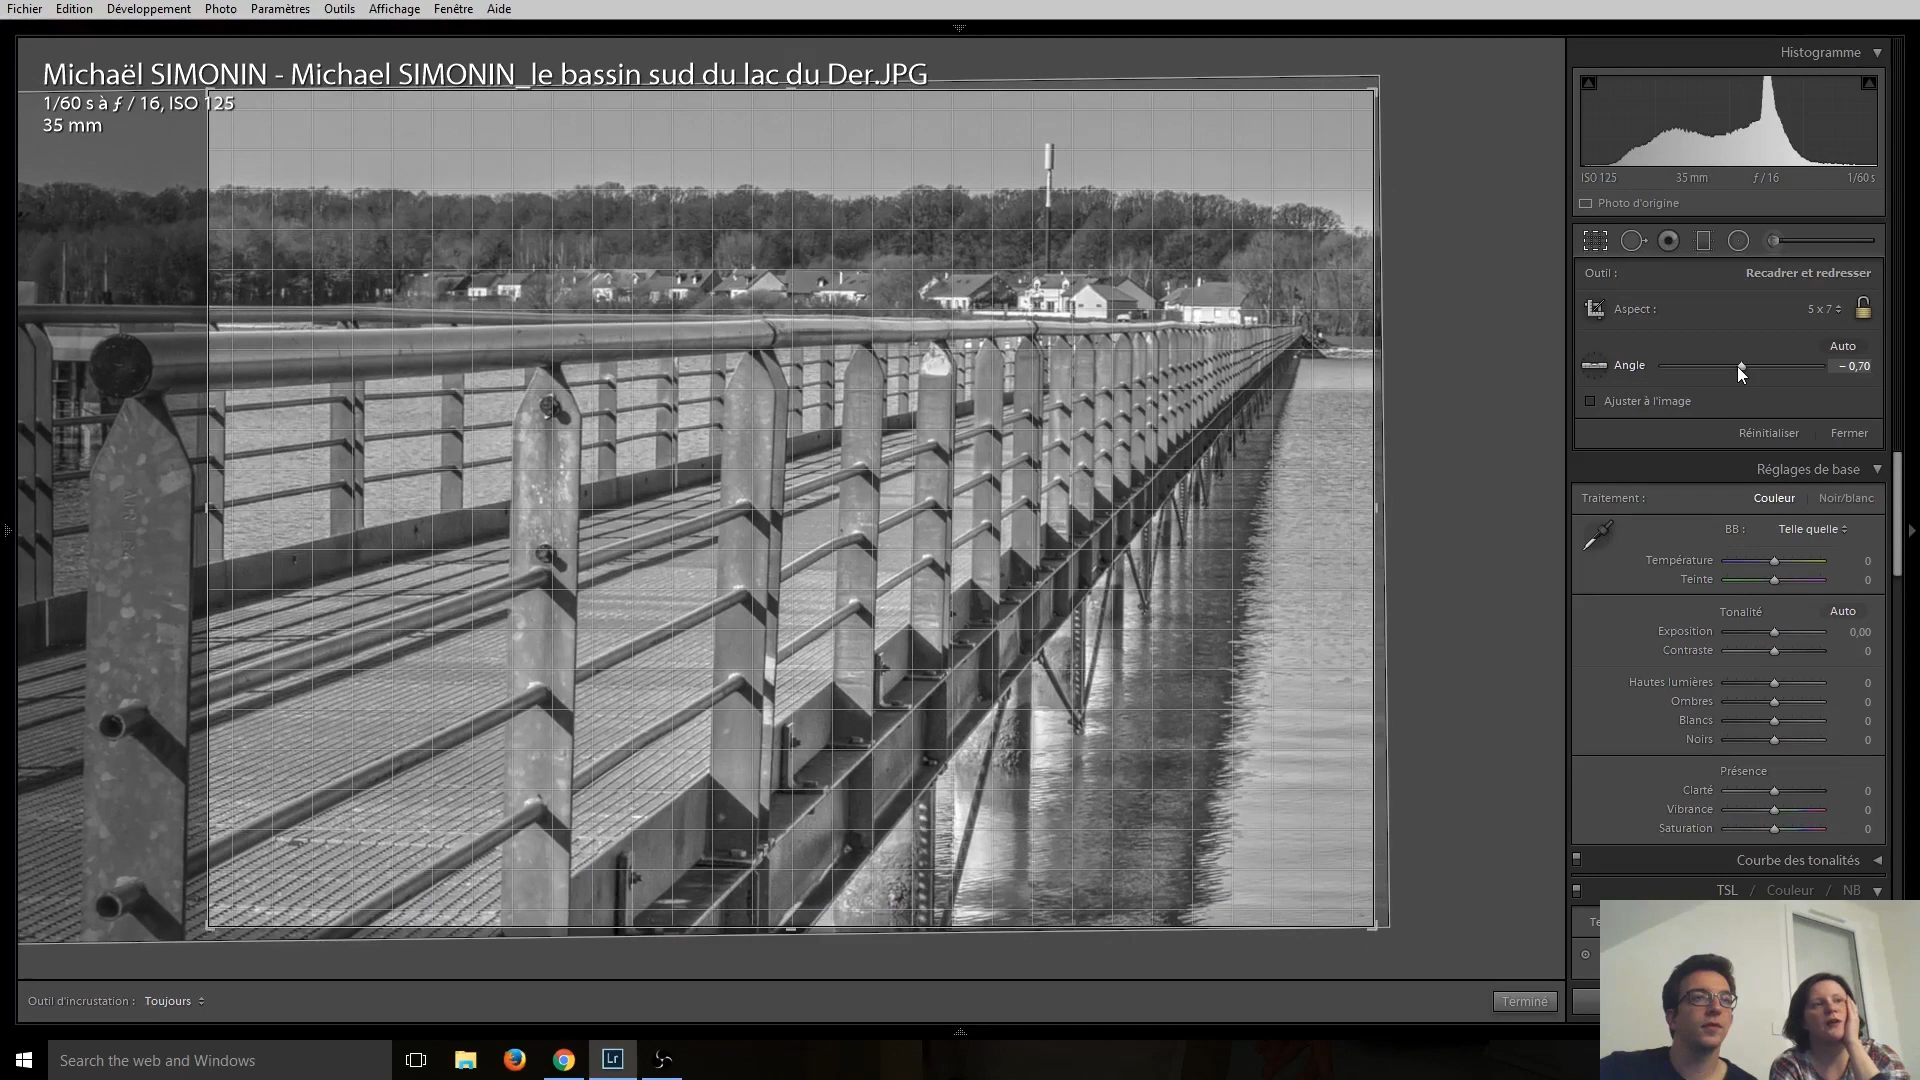 Fichier Edition Développement Photo Paramètres Outils Affichage Fenêtre Aide
Michaël SIMONIN - Michael SIMONIN_le bassin sud du lac du Der.JPG
1/60 s à ƒ / 16, ISO 125
35 mm
Histogramme
ISO 125 35 mm ƒ / 16 1/60 s
Photo d'origine
Outil : Recadrer et redresser
Aspect : 5 x 7
Auto
Angle – 0,70
Ajuster à l'image
Réinitialiser Fermer
Réglages de base
Traitement : Couleur Noir/blanc
BB : Telle quelle
Température 0
Teinte 0
Tonalité Auto
Exposition 0,00
Contraste 0
Hautes lumières 0
Ombres 0
Blancs 0
Noirs 0
Présence
Clarté 0
Vibrance 0
Saturation 0
Courbe des tonalités
TSL / Couleur / NB
Outil d'incrustation : Toujours
Terminé
Search the web and Windows
Lr